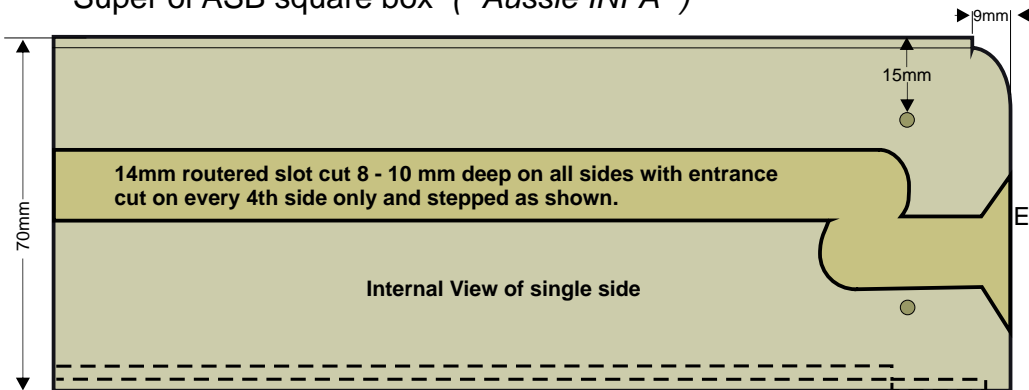 Super of ASB square box ("Aussie INPA")
9mm
15mm
14mm routered slot cut 8 - 10 mm deep on all sides with entrance
cut on every 4th side only and stepped as shown.
70mm
E
Internal View of single side